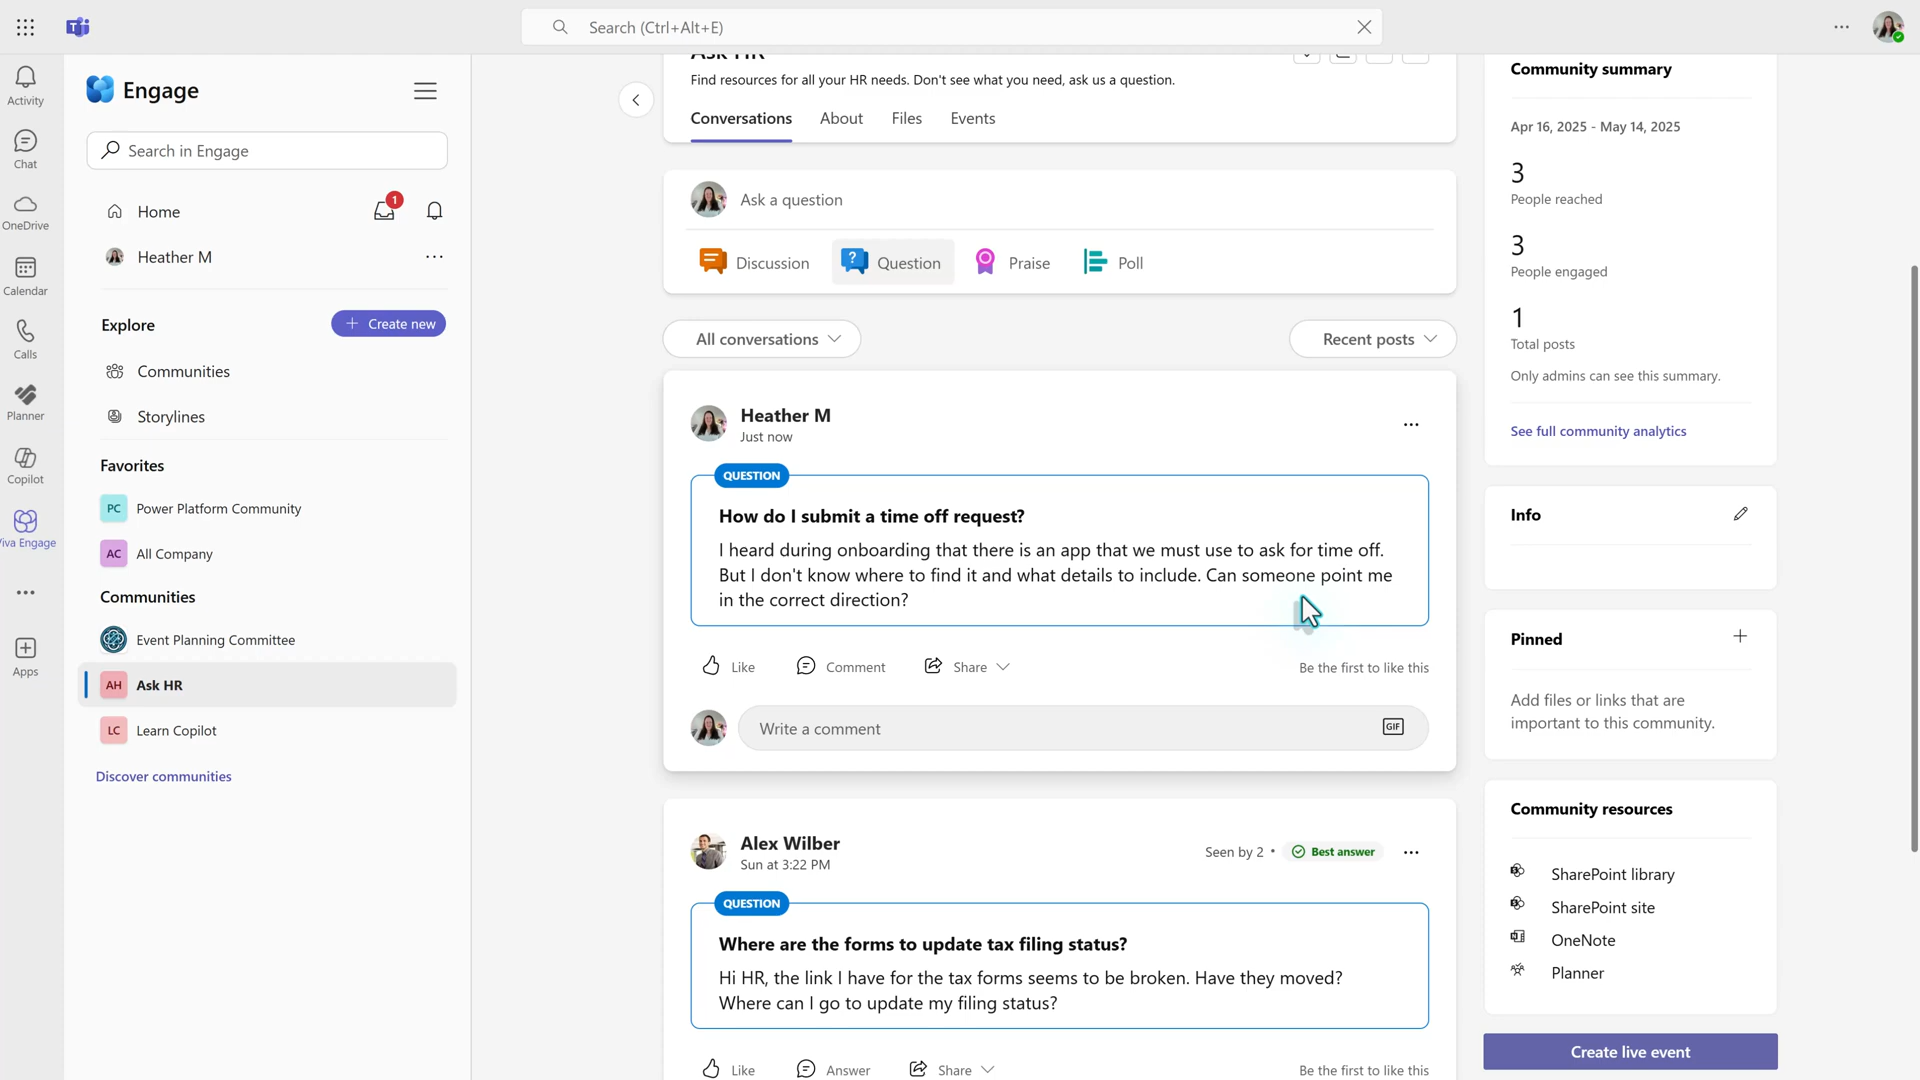 Search (Ctrl+Alt+E)
Activity
Chat
OneDrive
Calendar
Calls
Planner
Copilot
Viva Engage
Apps
Engage
Search in Engage
Home
1
Heather M
Explore
Create new
Communities
Storylines
Favorites
PC Power Platform Community
AC All Company
Communities
Event Planning Committee
AH Ask HR
LC Learn Copilot
Discover communities
Ask HR
Find resources for all your HR needs. Don't see what you need, ask us a question.
Conversations About Files Events
Ask a question
Discussion ? Question Praise Poll
All conversations Recent posts
Heather M
Just now
QUESTION
How do I submit a time off request?
I heard during onboarding that there is an app that we must use to ask for time off.
But I don't know where to find it and what details to include. Can someone point me
in the correct direction?
Like Comment Share Be the first to like this
Write a comment GIF
Alex Wilber
Sun at 3:22 PM
Seen by 2 • Best answer
QUESTION
Where are the forms to update tax filing status?
Hi HR, the link I have for the tax forms seems to be broken. Have they moved?
Where can I go to update my filing status?
Like Answer Share Be the first to like this
Community summary
Apr 16, 2025 - May 14, 2025
3
People reached
3
People engaged
1
Total posts
Only admins can see this summary.
See full community analytics
Info
Pinned
Add files or links that are
important to this community.
Community resources
SharePoint library
SharePoint site
OneNote
Planner
Create live event